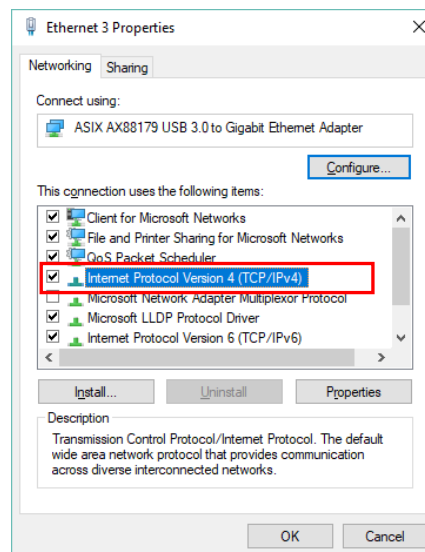 Ethernet 3 Properties
Networking
Sharing
Connect using:
ASIX AX88179 USB 3.0 to Gigabit Ethernet Adapter
Configure...
This connection uses the following items:
Client for Microsoft Networks
File and Printer Sharing for Microsoft Networks
QoS Packet Scheduler
Internet Protocol Version 4 (TCP/IPv4)
Microsoft Network Adapter Multiplexor Protocol
Microsoft LLDP Protocol Driver
Internet Protocol Version 6 (TCP/IPv6)
Install...
Uninstall
Properties
Description
Transmission Control Protocol/Internet Protocol. The default
wide area network protocol that provides communication
across diverse interconnected networks.
OK
Cancel